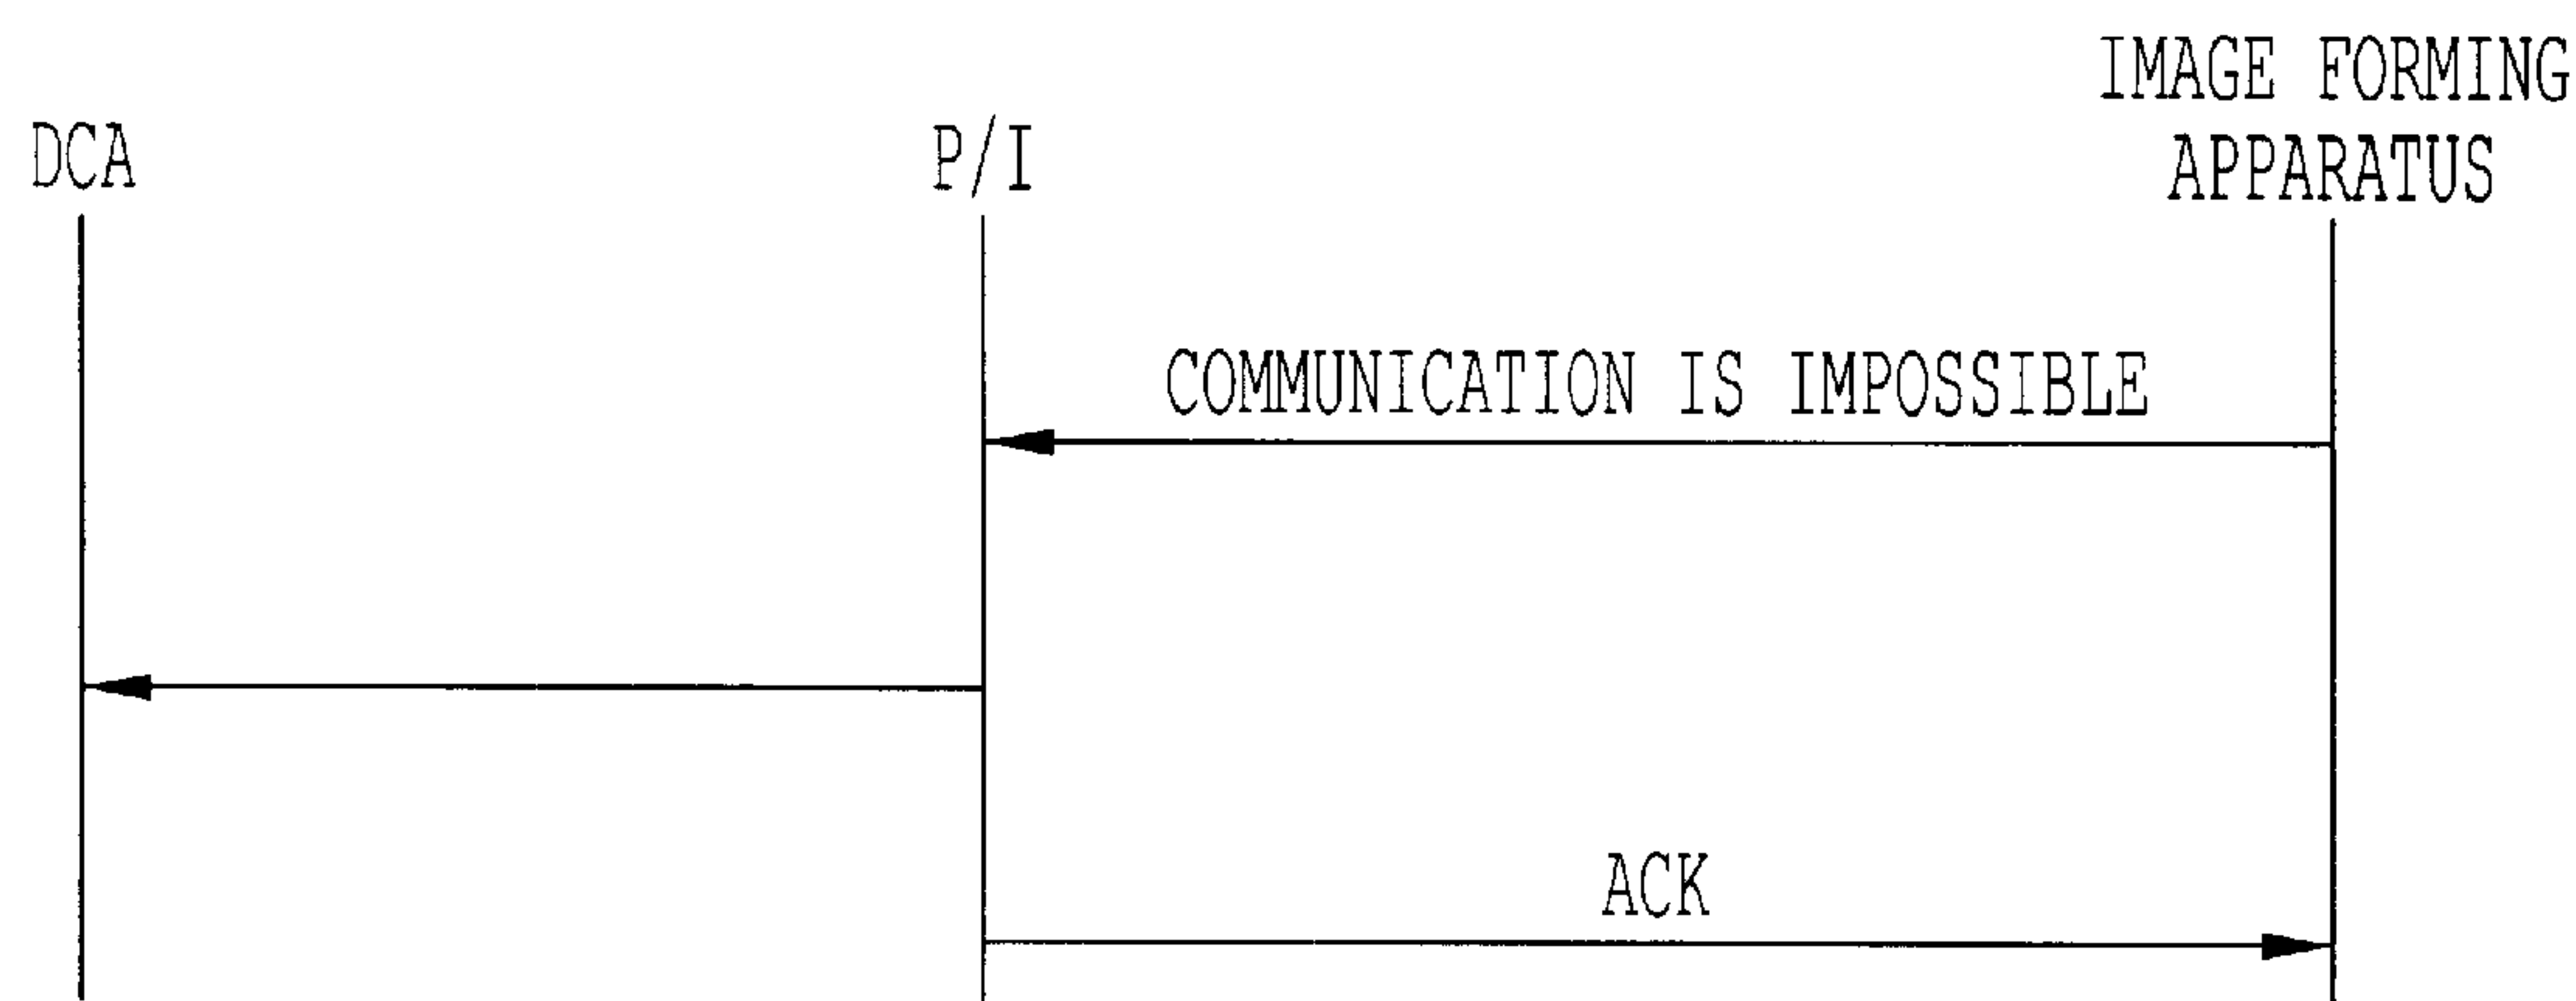 IMAGE FORMING
APPARATUS
DCA
P/I
COMMUNICATION IS IMPOSSIBLE
ACK